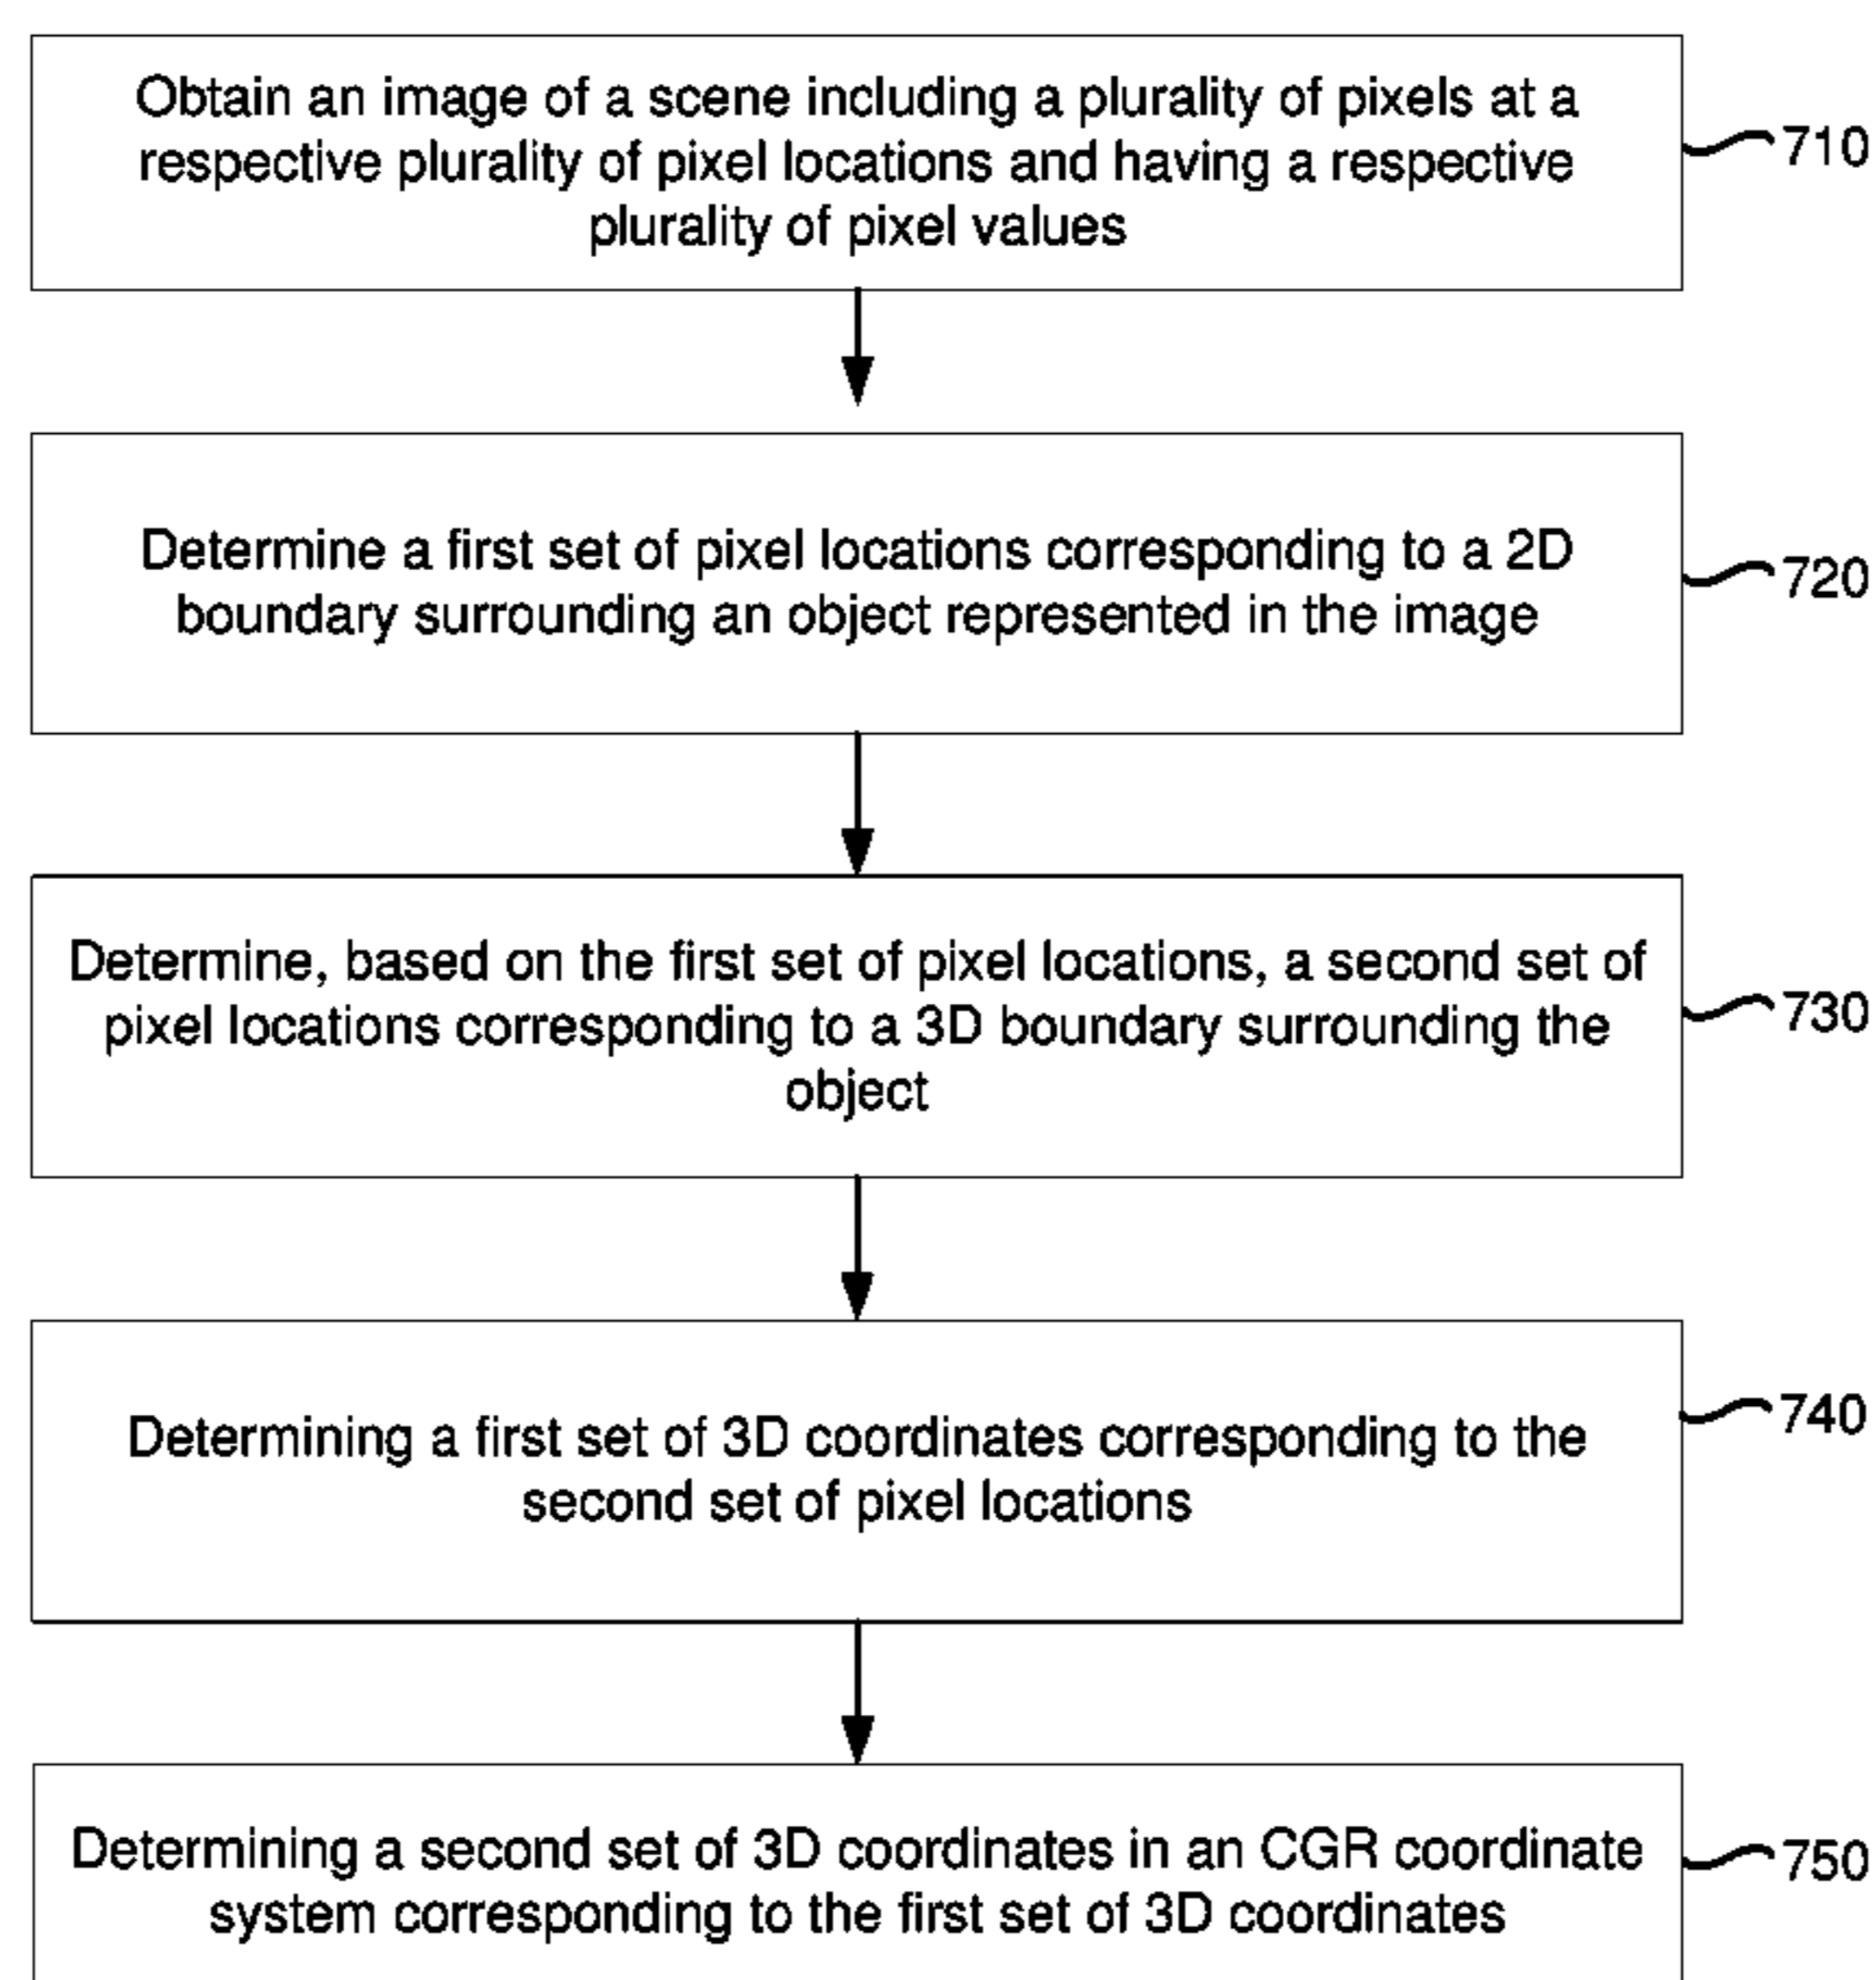 Obtain an image of a scene including a plurality of pixels at a
respective plurality of pixel locations and having a respective
plurality of pixel values
710
Determine a first set of pixel locations corresponding to a 2D
boundary surrounding an object represented in the image
720
Determine, based on the first set of pixel locations, a second set of
pixel locations corresponding to a 3D boundary surrounding the
object
730
Determining a first set of 3D coordinates corresponding to the
second set of pixel locations
740
Determining a second set of 3D coordinates in an CGR coordinate
system corresponding to the first set of 3D coordinates
750